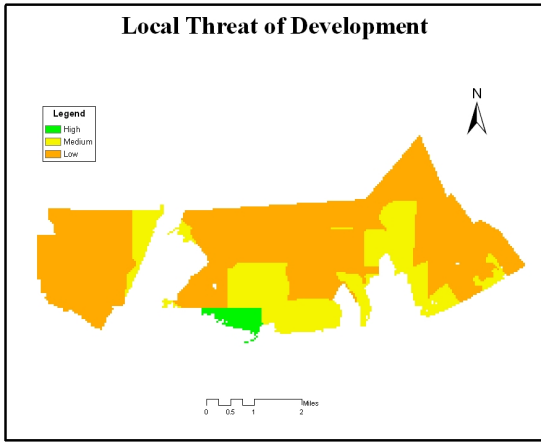 Local Threat of Development
N
Legend
High
Medium
Low
Miles
0 0.5 1 2